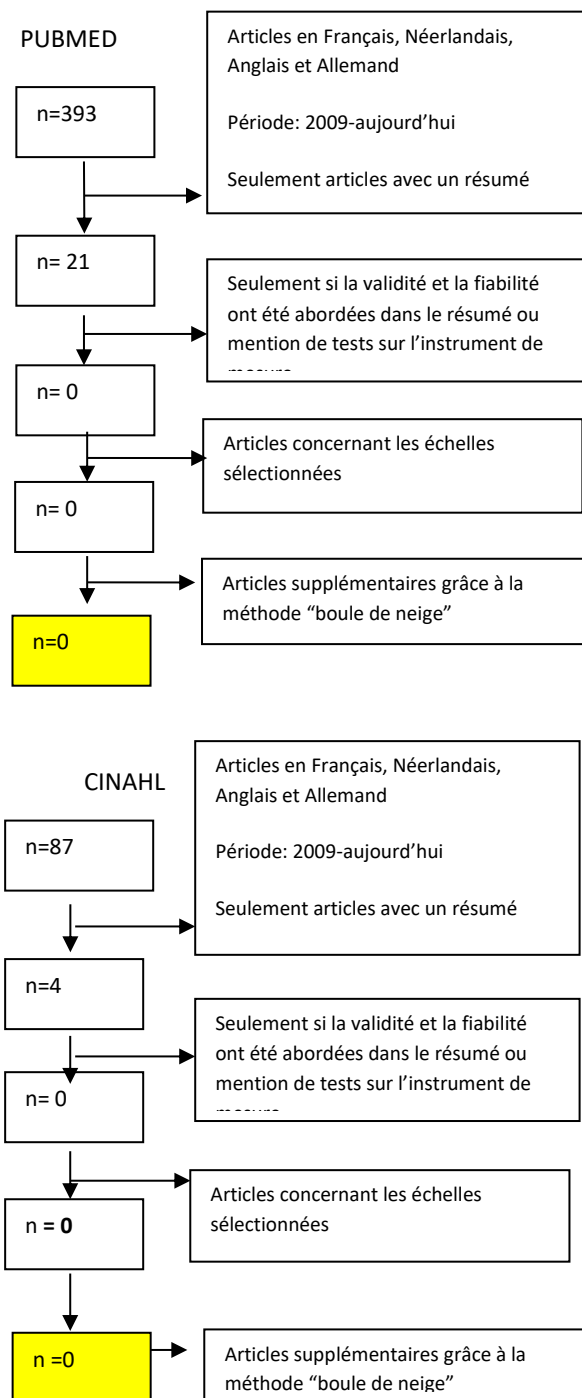 PUBMED
n=393
Articles en Français, Néerlandais,
Anglais et Allemand
Période: 2009-aujourd’hui
Seulement articles avec un résumé
n= 21
Seulement si la validité et la fiabilité
ont été abordées dans le résumé ou
mention de tests sur l’instrument de
n= 0
Articles concernant les échelles
sélectionnées
n= 0
Articles supplémentaires grâce à la
méthode “boule de neige”
n=0
CINAHL
n=87
Articles en Français, Néerlandais,
Anglais et Allemand
Période: 2009-aujourd’hui
Seulement articles avec un résumé
n=4
Seulement si la validité et la fiabilité
ont été abordées dans le résumé ou
mention de tests sur l’instrument de
n= 0
Articles concernant les échelles
sélectionnées
n = 0
Articles supplémentaires grâce à la
méthode “boule de neige”
n =0